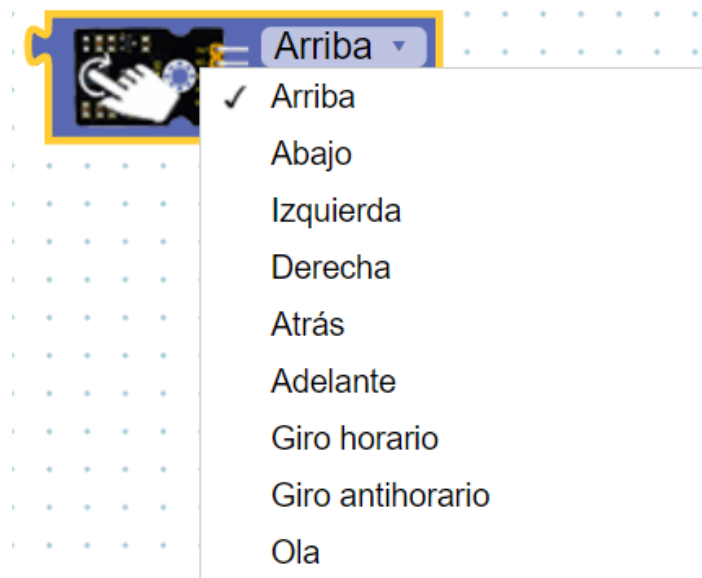 Arriba
Arriba
Abajo
Izquierda
Derecha
Atrás
Adelante
Giro horario
Giro antihorario
Ola